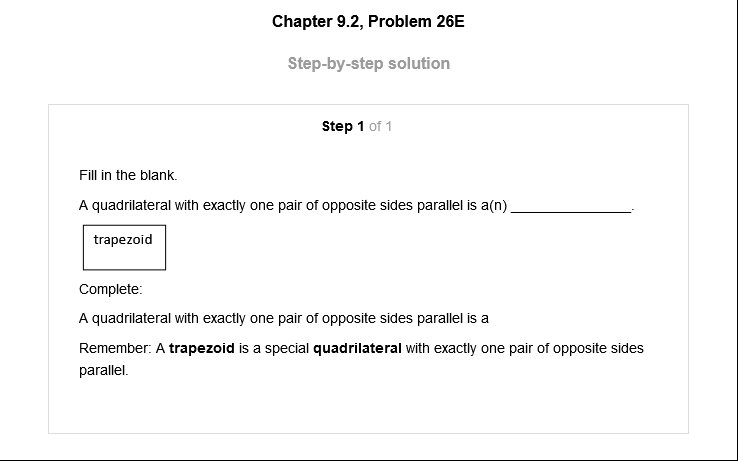 Chapter 9.2, Problem 26E
Step-by-step solution
Step 1 of 1
Fill in the blank.
A quadrilateral with exactly one pair of opposite sides parallel is a(n) ________________.
trapezoid
Complete:
A quadrilateral with exactly one pair of opposite sides parallel is a
Remember: A trapezoid is a special quadrilateral with exactly one pair of opposite sides
parallel.